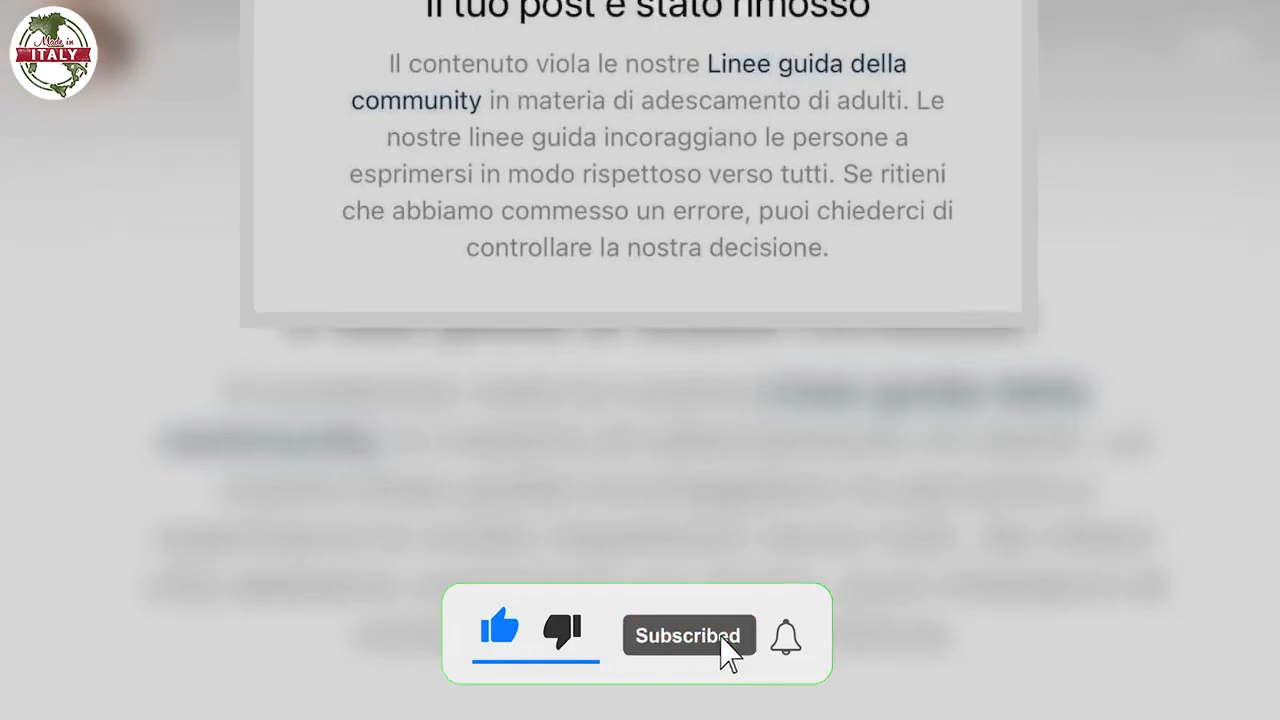 Made in
ITALY
Il tuo post è stato rimosso
Il contenuto viola le nostre Linee guida della
community in materia di adescamento di adulti. Le
nostre linee guida incoraggiano le persone a
esprimersi in modo rispettoso verso tutti. Se ritieni
che abbiamo commesso un errore, puoi chiederci di
controllare la nostra decisione.
Subscribed